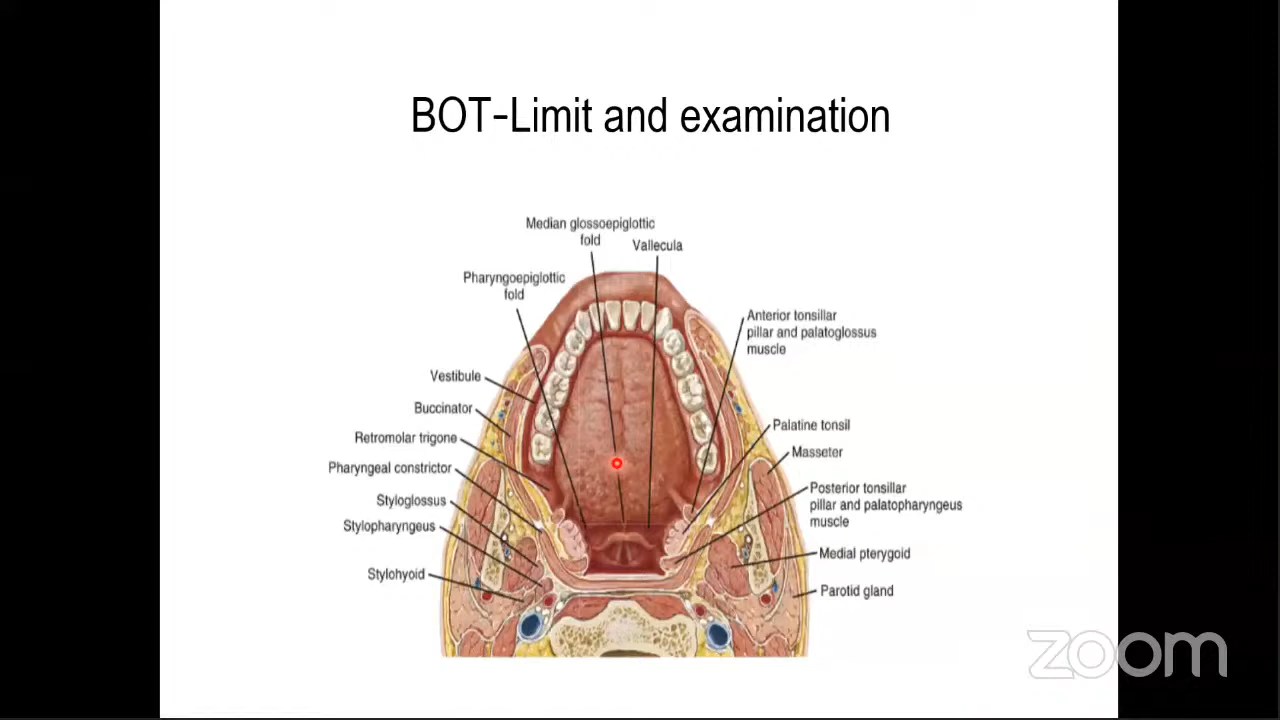 BOT-Limit and examination
Median glossoepiglottic
fold
Vallecula
Pharyngoepiglottic
fold
Anterior tonsillar
pillar and palatoglossus
muscle
Vestibule
Buccinator
Retromolar trigone
Pharyngeal constrictor
Styloglossus
Stylopharyngeus
Stylohyoid
Palatine tonsil
Masseter
Posterior tonsillar
pillar and palatopharyngeus
muscle
Medial pterygoid
Parotid gland
zoom